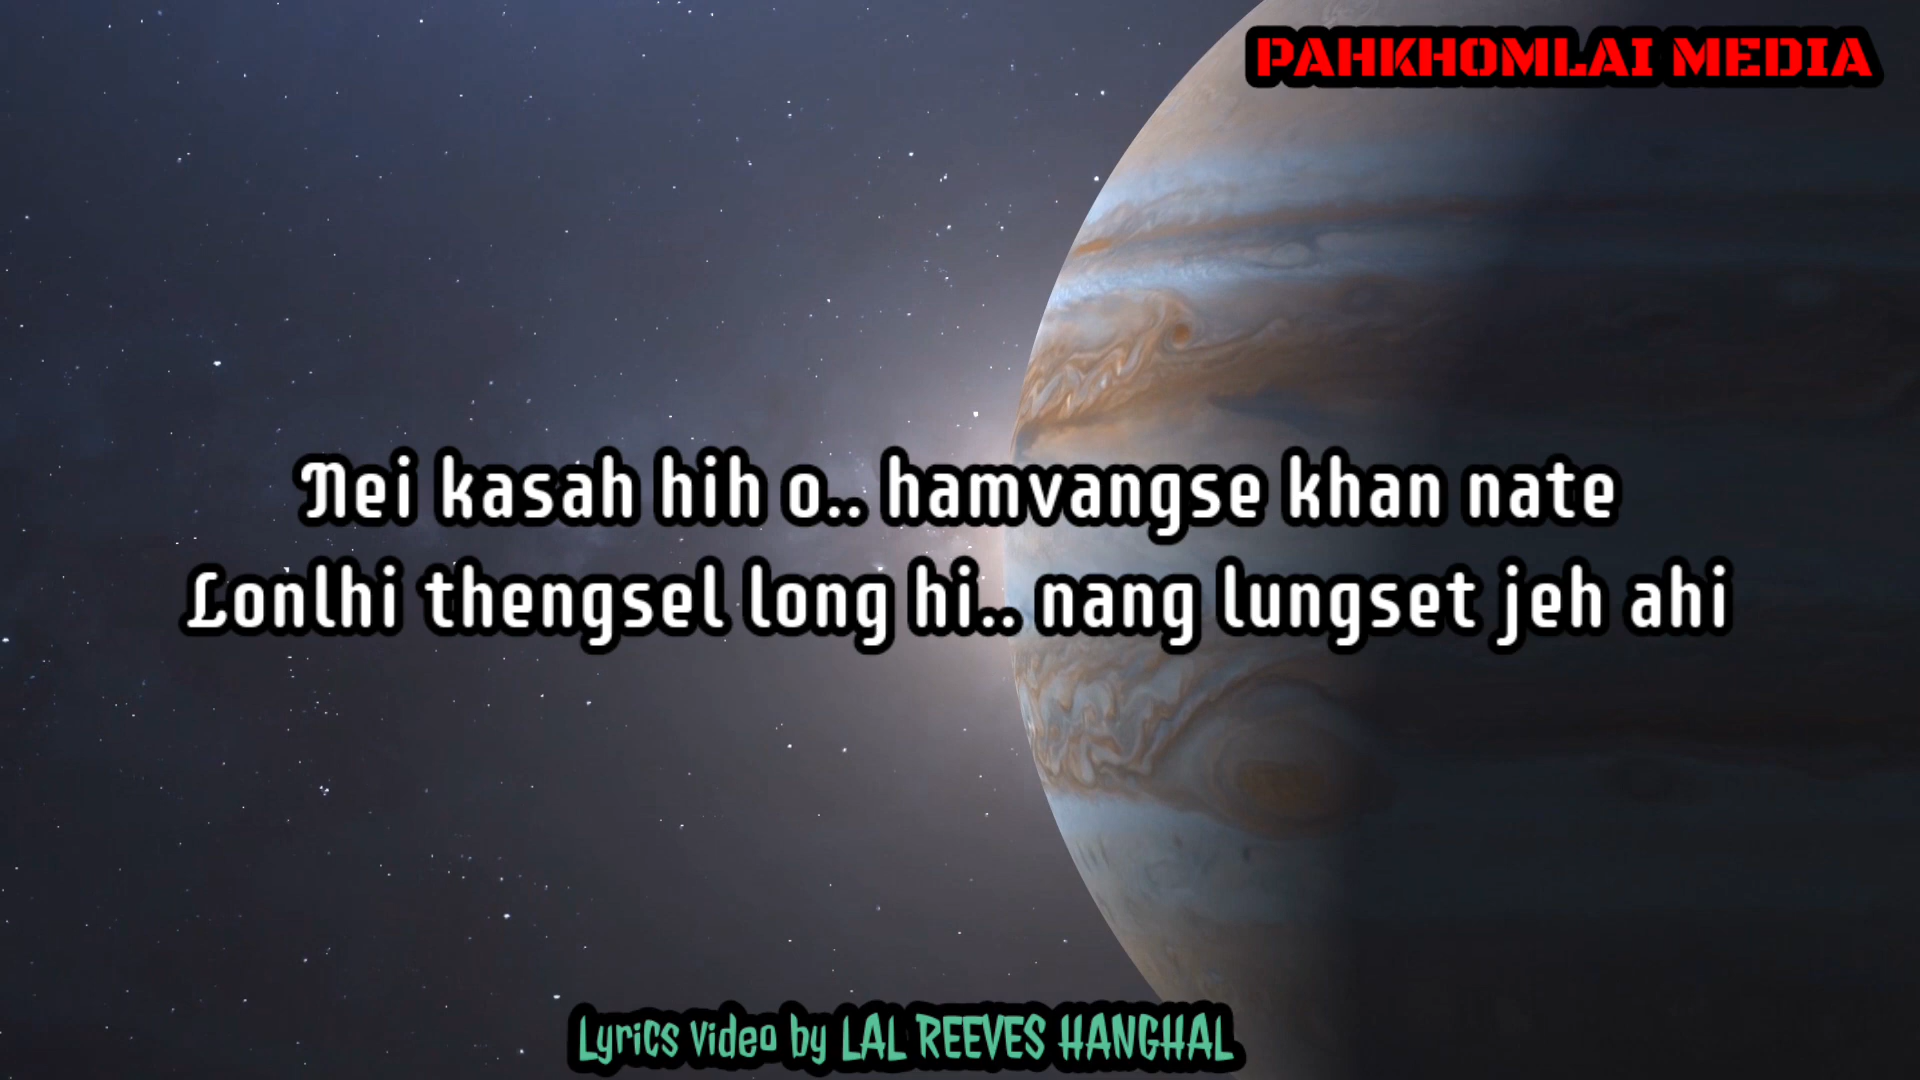 PAHKHOMLAI MEDIA
Nei kasah hih o.. hamvangse khan nate
Lonlhi thengsel long hi.. nang lungset jeh ahi
Lyrics Video by LAL REEVES HANGHAL